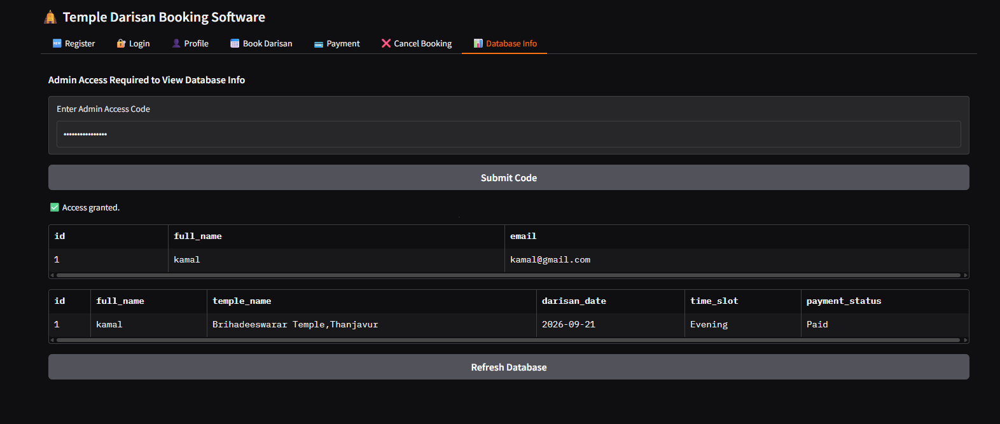 Temple Darisan Booking Software
Register Login Profile Book Darisan Payment Cancel Booking Database Info
Admin Access Required to View Database Info
Enter Admin Access Code
••••••••••••••••
Submit Code
Access granted.
id full_name email
1 kamal kamal@gmail.com
id full_name temple_name darisan_date time_slot payment_status
1 kamal Brihadeeswarar Temple,Thanjavur 2026-09-21 Evening Paid
Refresh Database